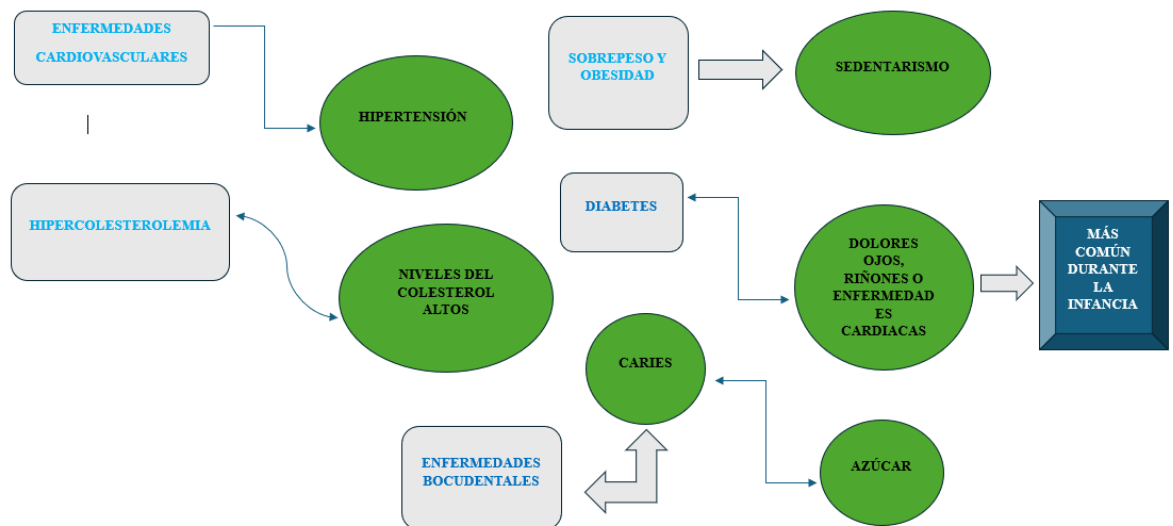 ENFERMEDADES
CARDIOVASCULARES
HIPERTENSIÓN
SOBREPESO Y
OBESIDAD
SEDENTARISMO
HIPERCOLESTEROLEMIA
NIVELES DEL
COLESTEROL
ALTOS
DIABETES
DOLORES
OJOS,
RIÑONES O
ENFERMEDAD
ES
CARDIACAS
MÁS
COMÚN
DURANTE
LA
INFANCIA
CARIES
ENFERMEDADES
BOCUDENTALES
AZÚCAR